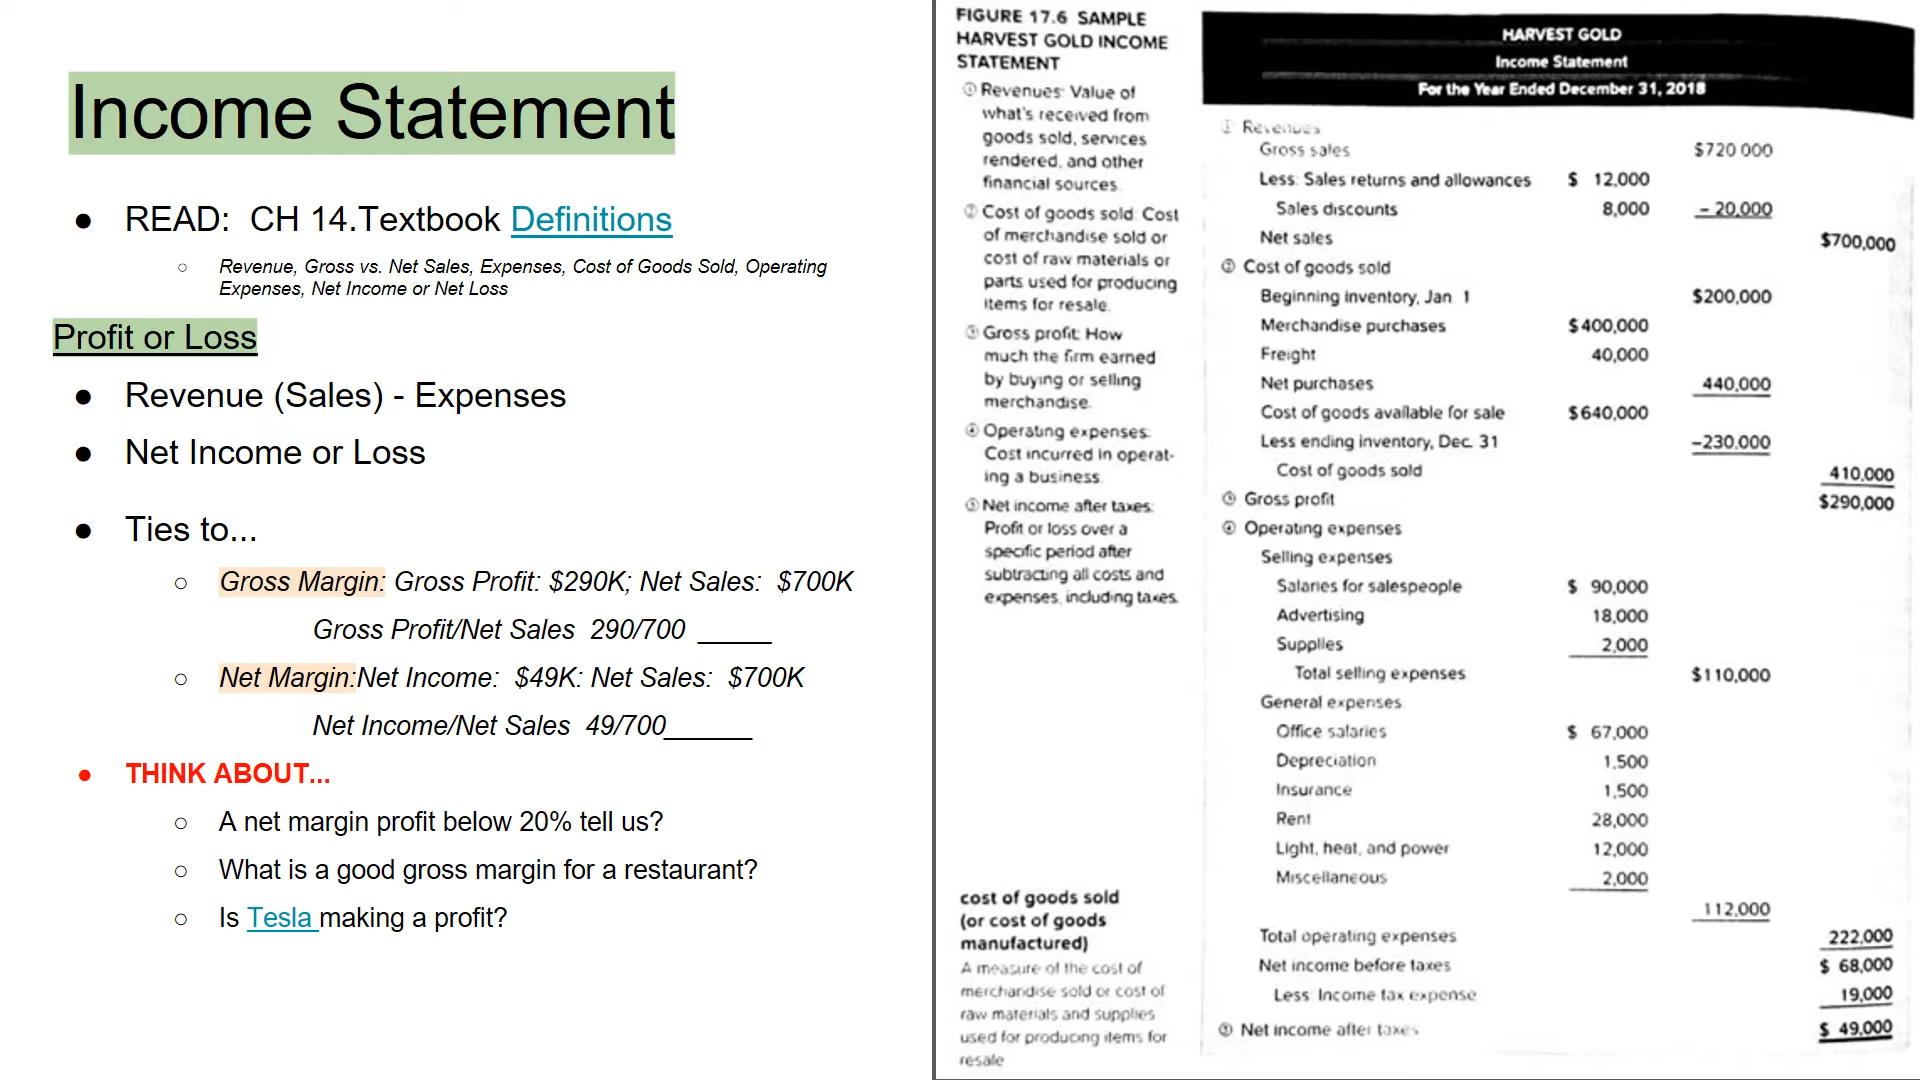 Income Statement
● READ: CH 14.Textbook Definitions
○ Revenue, Gross vs. Net Sales, Expenses, Cost of Goods Sold, Operating
Expenses, Net Income or Net Loss
Profit or Loss
● Revenue (Sales) - Expenses
● Net Income or Loss
● Ties to...
○ Gross Margin: Gross Profit: $290K; Net Sales: $700K
Gross Profit/Net Sales 290/700 _____
○ Net Margin:Net Income: $49K: Net Sales: $700K
Net Income/Net Sales 49/700______
● THINK ABOUT...
○ A net margin profit below 20% tell us?
○ What is a good gross margin for a restaurant?
○ Is Tesla making a profit?
FIGURE 17.6 SAMPLE
HARVEST GOLD INCOME
STATEMENT
① Revenues: Value of
what's received from
goods sold, services
rendered, and other
financial sources.
② Cost of goods sold: Cost
of merchandise sold or
cost of raw materials or
parts used for producing
items for resale.
③ Gross profit: How
much the firm earned
by buying or selling
merchandise.
④ Operating expenses:
Cost incurred in operat-
ing a business.
⑤ Net income after taxes:
Profit or loss over a
specific period after
subtracting all costs and
expenses, including taxes.
cost of goods sold
(or cost of goods
manufactured)
A measure of the cost of
merchandise sold or cost of
raw materials and supplies
used for producing items for
resale
HARVEST GOLD
Income Statement
For the Year Ended December 31, 2018
① Revenues
Gross sales $720 000
Less: Sales returns and allowances $ 12,000
Sales discounts 8,000 – 20,000
Net sales $700,000
② Cost of goods sold
Beginning inventory, Jan. 1 $200,000
Merchandise purchases $400,000
Freight 40,000
Net purchases 440,000
Cost of goods available for sale $640,000
Less ending inventory, Dec. 31 –230.000
Cost of goods sold 410,000
③ Gross profit $290,000
④ Operating expenses
Selling expenses
Salaries for salespeople $ 90,000
Advertising 18,000
Supplies 2,000
Total selling expenses $110,000
General expenses
Office salaries $ 67,000
Depreciation 1,500
Insurance 1,500
Rent 28,000
Light, heat, and power 12,000
Miscellaneous 2,000
112,000
Total operating expenses 222,000
Net income before taxes $ 68,000
Less: Income tax expense 19,000
⑤ Net income after taxes $ 49,000